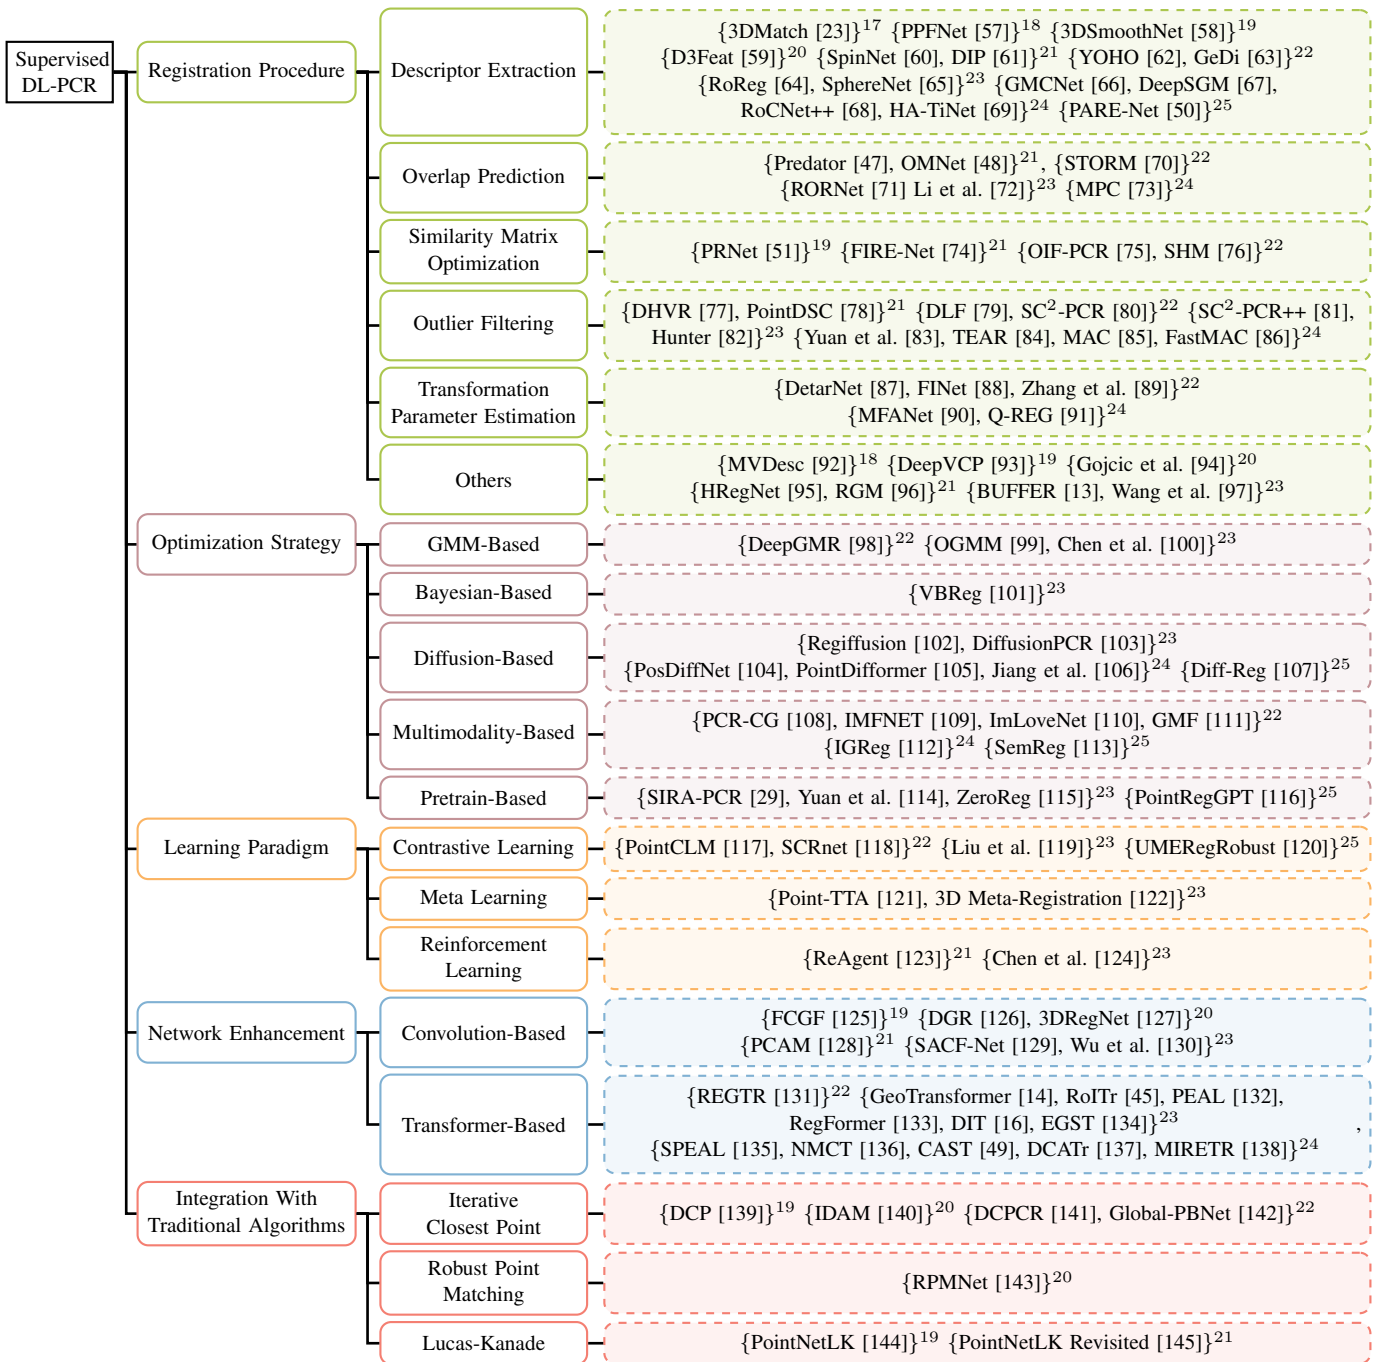 Supervised
DL-PCR
Registration Procedure
Descriptor Extraction
{3DMatch [23]}^17 {PPFNet [57]}^18 {3DSmoothNet [58]}^19
{D3Feat [59]}^20 {SpinNet [60], DIP [61]}^21 {YOHO [62], GeDi [63]}^22
{RoReg [64], SphereNet [65]}^23 {GMCNet [66], DeepSGM [67],
RoCNet++ [68], HA-TiNet [69]}^24 {PARE-Net [50]}^25
Overlap Prediction
{Predator [47], OMNet [48]}^21, {STORM [70]}^22
{RORNet [71] Li et al. [72]}^23 {MPC [73]}^24
Similarity Matrix
Optimization
{PRNet [51]}^19 {FIRE-Net [74]}^21 {OIF-PCR [75], SHM [76]}^22
Outlier Filtering
{DHVR [77], PointDSC [78]}^21 {DLF [79], SC²-PCR [80]}^22 {SC²-PCR++ [81],
Hunter [82]}^23 {Yuan et al. [83], TEAR [84], MAC [85], FastMAC [86]}^24
Transformation
Parameter Estimation
{DetarNet [87], FINet [88], Zhang et al. [89]}^22
{MFANet [90], Q-REG [91]}^24
Others
{MVDesc [92]}^18 {DeepVCP [93]}^19 {Gojcic et al. [94]}^20
{HRegNet [95], RGM [96]}^21 {BUFFER [13], Wang et al. [97]}^23
Optimization Strategy
GMM-Based
{DeepGMR [98]}^22 {OGMM [99], Chen et al. [100]}^23
Bayesian-Based
{VBReg [101]}^23
Diffusion-Based
{Regiffusion [102], DiffusionPCR [103]}^23
{PosDiffNet [104], PointDifformer [105], Jiang et al. [106]}^24 {Diff-Reg [107]}^25
Multimodality-Based
{PCR-CG [108], IMFNET [109], ImLoveNet [110], GMF [111]}^22
{IGReg [112]}^24 {SemReg [113]}^25
Pretrain-Based
{SIRA-PCR [29], Yuan et al. [114], ZeroReg [115]}^23 {PointRegGPT [116]}^25
Learning Paradigm
Contrastive Learning
{PointCLM [117], SCRnet [118]}^22 {Liu et al. [119]}^23 {UMERegRobust [120]}^25
Meta Learning
{Point-TTA [121], 3D Meta-Registration [122]}^23
Reinforcement
Learning
{ReAgent [123]}^21 {Chen et al. [124]}^23
Network Enhancement
Convolution-Based
{FCGF [125]}^19 {DGR [126], 3DRegNet [127]}^20
{PCAM [128]}^21 {SACF-Net [129], Wu et al. [130]}^23
Transformer-Based
{REGTR [131]}^22 {GeoTransformer [14], RoITr [45], PEAL [132],
RegFormer [133], DIT [16], EGST [134]}^23 ,
{SPEAL [135], NMCT [136], CAST [49], DCATr [137], MIRETR [138]}^24
Integration With
Traditional Algorithms
Iterative
Closest Point
{DCP [139]}^19 {IDAM [140]}^20 {DCPCR [141], Global-PBNet [142]}^22
Robust Point
Matching
{RPMNet [143]}^20
Lucas-Kanade
{PointNetLK [144]}^19 {PointNetLK Revisited [145]}^21